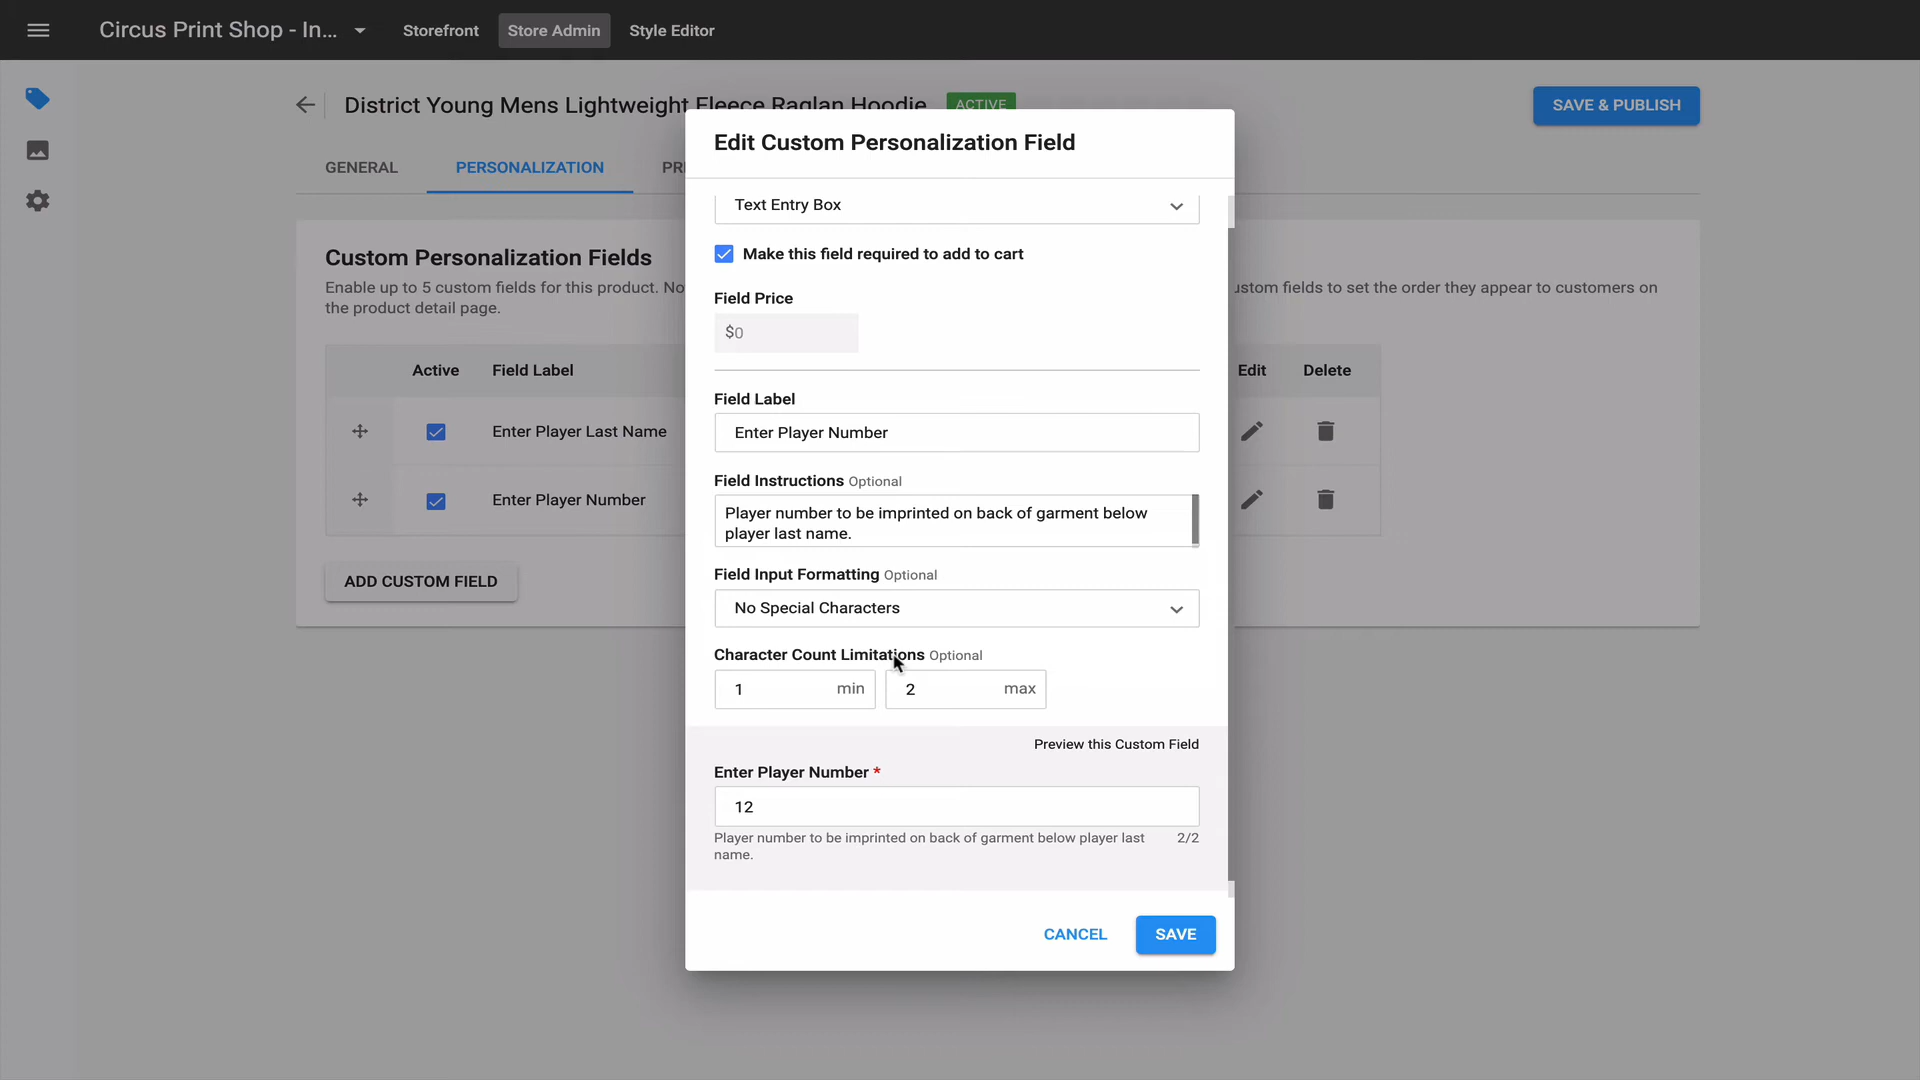 Circus Print Shop - In...
Storefront
Store Admin
Style Editor
District Young Mens Lightweight Fleece Raglan Hoodie
ACTIVE
SAVE & PUBLISH
GENERAL
PERSONALIZATION
PR
Custom Personalization Fields
Enable up to 5 custom fields for this product. No
ustom fields to set the order they appear to customers on
the product detail page.
Active
Field Label
Edit
Delete
Enter Player Last Name
Enter Player Number
ADD CUSTOM FIELD
Edit Custom Personalization Field
Text Entry Box
Make this field required to add to cart
Field Price
$0
Field Label
Enter Player Number
Field Instructions Optional
Player number to be imprinted on back of garment below
player last name.
Field Input Formatting Optional
No Special Characters
Character Count Limitations Optional
1 min
2 max
Preview this Custom Field
Enter Player Number *
12
Player number to be imprinted on back of garment below player last
name.
2/2
CANCEL
SAVE